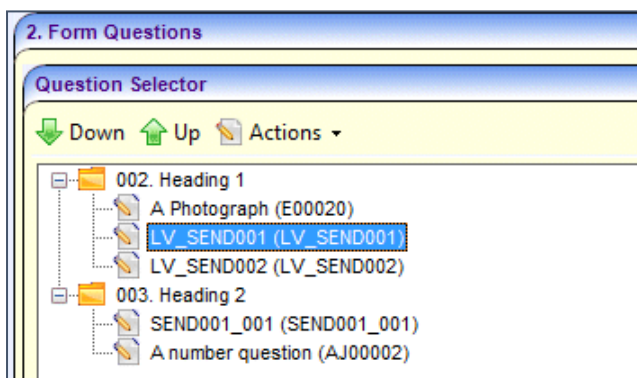 2. Form Questions
Question Selector
Down Up Actions
002. Heading 1
A Photograph (E00020)
LV_SEND001 (LV_SEND001)
LV_SEND002 (LV_SEND002)
003. Heading 2
SEND001_001 (SEND001_001)
A number question (AJ00002)